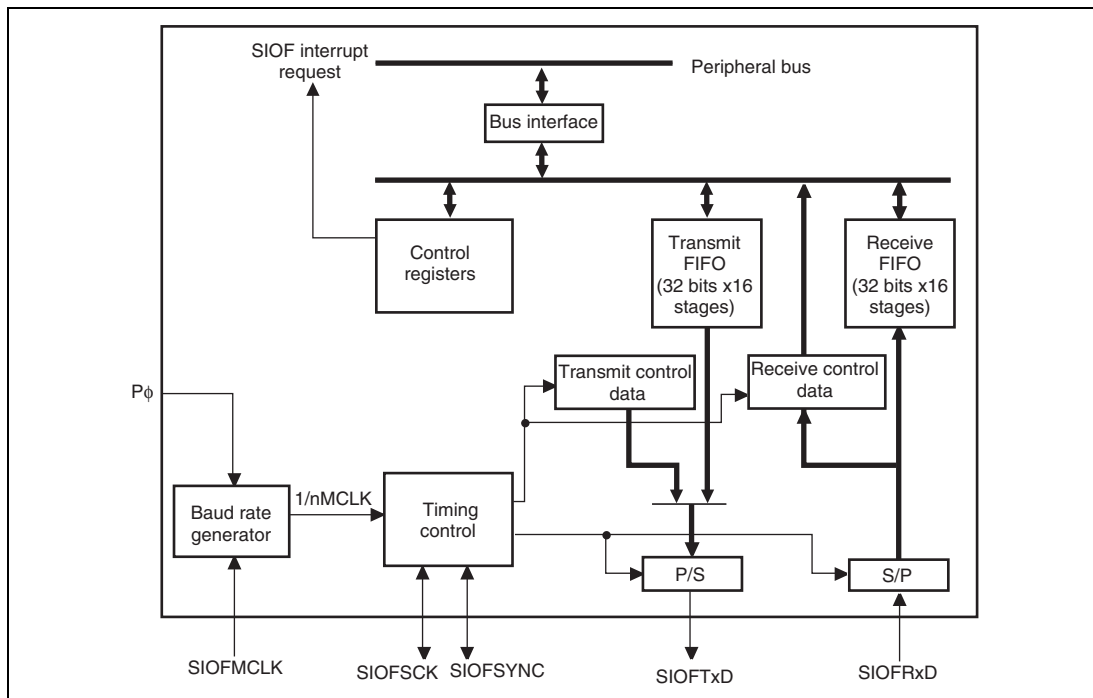 SIOF interrupt
request
Peripheral bus
Bus interface
Control
registers
Transmit
FIFO
(32 bits x16
stages)
Receive
FIFO
(32 bits x16
stages)
Transmit control
data
Receive control
data
Pϕ
Baud rate
generator
1/nMCLK
Timing
control
P/S
S/P
SIOFMCLK
SIOFSCK
SIOFSYNC
SIOFTxD
SIOFRxD